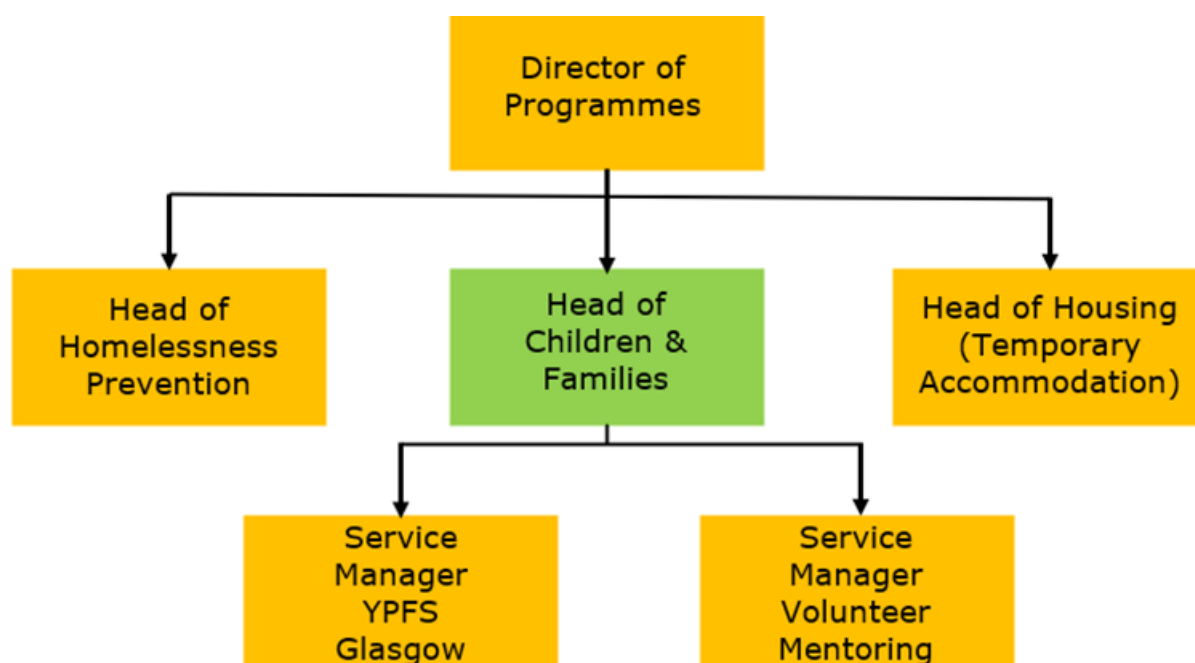 Director of
Programmes
Head of
Homelessness
Prevention
Head of
Children &
Families
Head of Housing
(Temporary
Accommodation)
Service
Manager
YPFS
Glasgow
Service
Manager
Volunteer
Mentoring